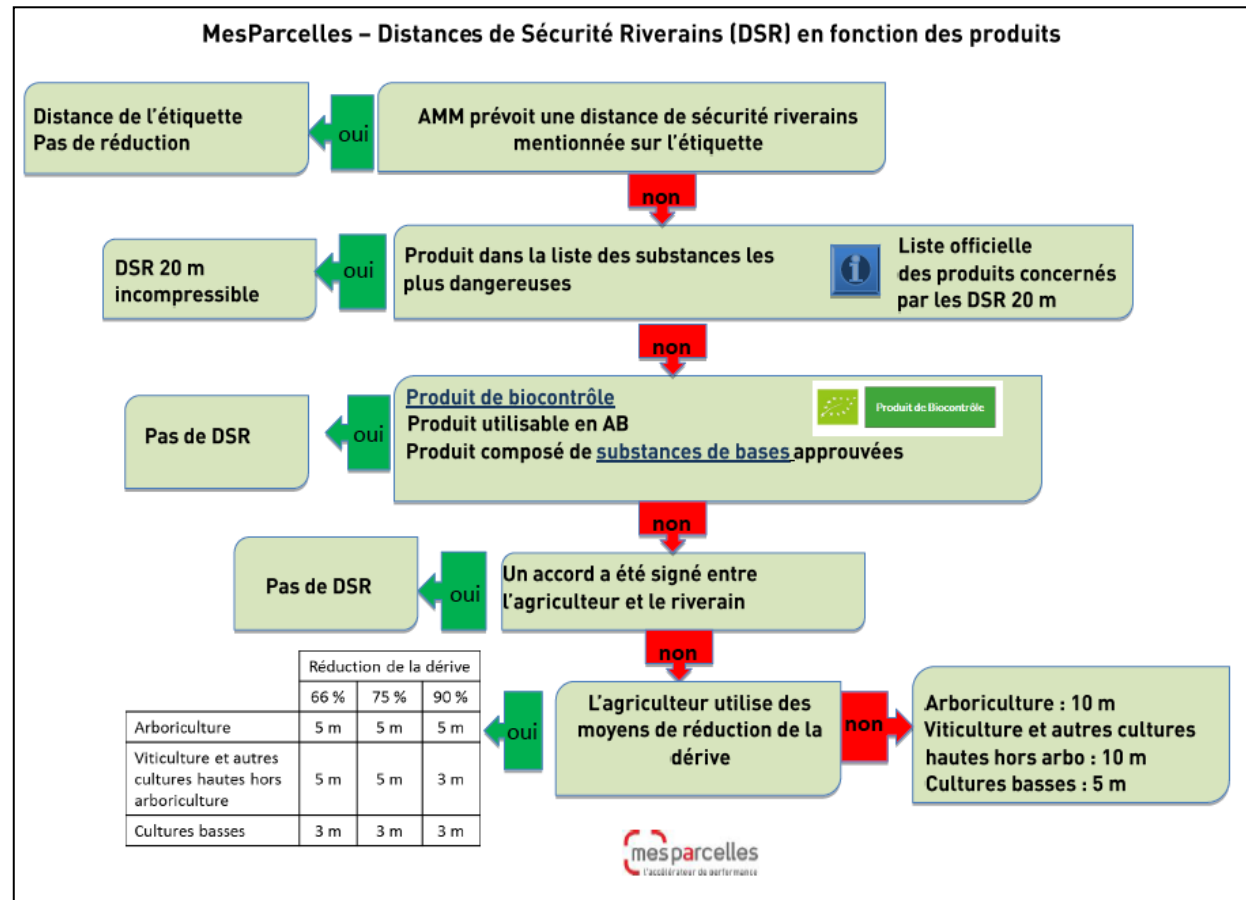 MesParcelles – Distances de Sécurité Riverains (DSR) en fonction des produits
Distance de l'étiquette
Pas de réduction
oui
AMM prévoit une distance de sécurité riverains
mentionnée sur l'étiquette
non
DSR 20 m
incompressible
oui
Produit dans la liste des substances les
plus dangereuses
Liste officielle
des produits concernés
par les DSR 20 m
non
Pas de DSR
oui
Produit de biocontrôle
Produit utilisable en AB
Produit composé de substances de bases approuvées
Produit de Biocontrôle
non
Pas de DSR
oui
Un accord a été signé entre
l'agriculteur et le riverain
non
Réduction de la dérive
66 % 75 % 90 %
Arboriculture 5 m 5 m 5 m
Viticulture et autres
cultures hautes hors
arboriculture 5 m 5 m 3 m
Cultures basses 3 m 3 m 3 m
oui
L'agriculteur utilise des
moyens de réduction de la
dérive
non
Arboriculture : 10 m
Viticulture et autres cultures
hautes hors arbo : 10 m
Cultures basses : 5 m
mesparcelles
l'accélérateur de performance